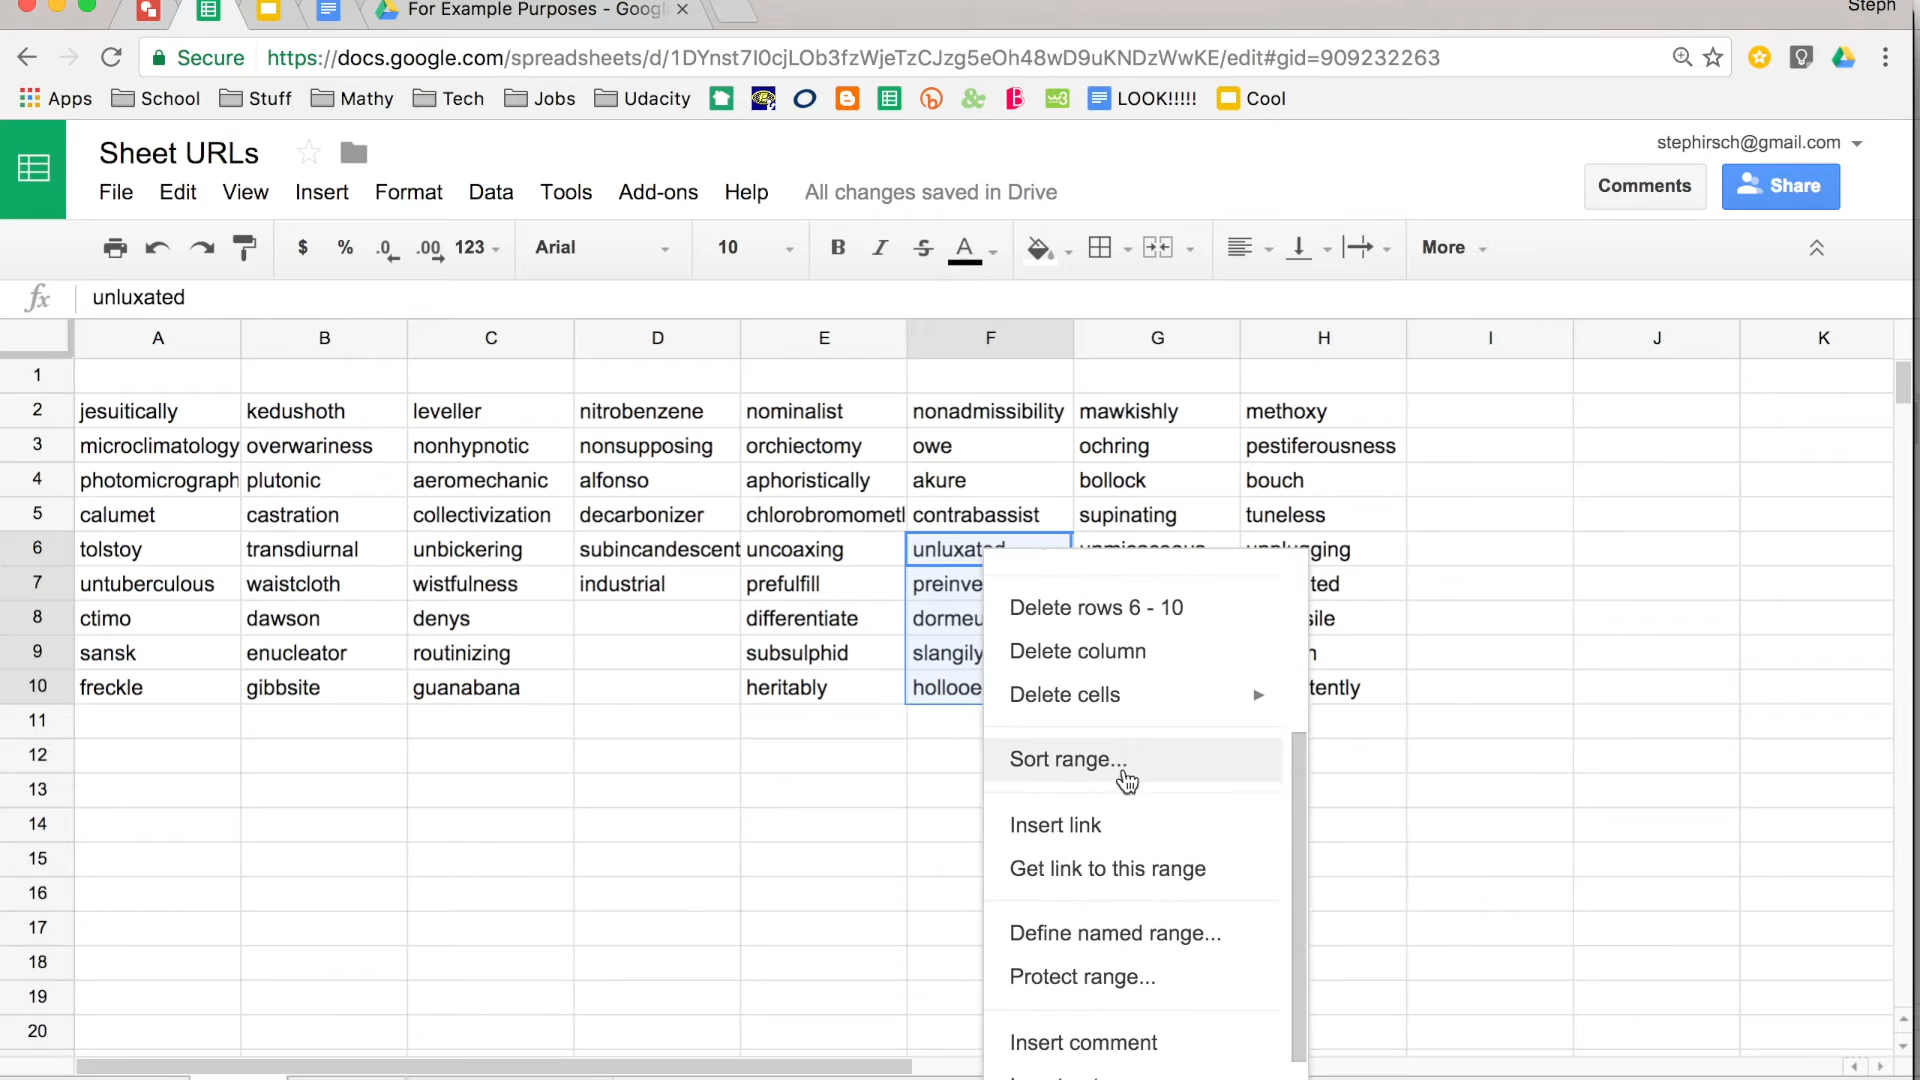 Steph
For Example Purposes - Googl
Secure https://docs.google.com/spreadsheets/d/1DYnst7I0cjLOb3fzWjeTzCJzg5eOh48wD9uKNDzWwKE/edit#gid=909232263
Apps School Stuff Mathy Tech Jobs Udacity LOOK!!!!! Cool
Sheet URLs
stephirsch@gmail.com
File Edit View Insert Format Data Tools Add-ons Help All changes saved in Drive
Comments Share
$ % .0 .00 123 Arial 10 B I S A More
fx unluxated
A B C D E F G H I J K
1
2 jesuitically kedushoth leveller nitrobenzene nominalist nonadmissibility mawkishly methoxy
3 microclimatology overwariness nonhypnotic nonsupposing orchiectomy owe ochring pestiferousness
4 photomicrograph plutonic aeromechanic alfonso aphoristically akure bollock bouch
5 calumet castration collectivization decarbonizer chlorobromometl contrabassist supinating tuneless
6 tolstoy transdiurnal unbickering subincandescent uncoaxing unluxated gging
7 untuberculous waistcloth wistfulness industrial prefulfill preinve ted
8 ctimo dawson denys differentiate dormeu sile
9 sansk enucleator routinizing subsulphid slangily
10 freckle gibbsite guanabana heritably hollooe tently
11
12
13
14
15
16
17
18
19
20
Delete rows 6 - 10
Delete column
Delete cells
Sort range...
Insert link
Get link to this range
Define named range...
Protect range...
Insert comment